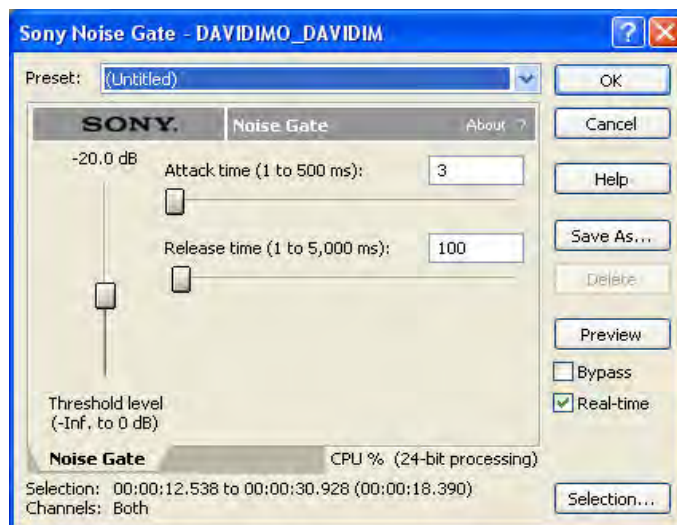 Sony Noise Gate - DAVIDIMO_DAVIDIM
Preset: (Untitled)
OK
SONY. Noise Gate About ?
Cancel
-20.0 dB
Attack time (1 to 500 ms): 3
Help
Release time (1 to 5,000 ms): 100
Save As...
Delete
Preview
Bypass
Real-time
Threshold level
(-Inf. to 0 dB)
Noise Gate CPU % (24-bit processing)
Selection: 00:00:12.538 to 00:00:30.928 (00:00:18.390)
Channels: Both
Selection...